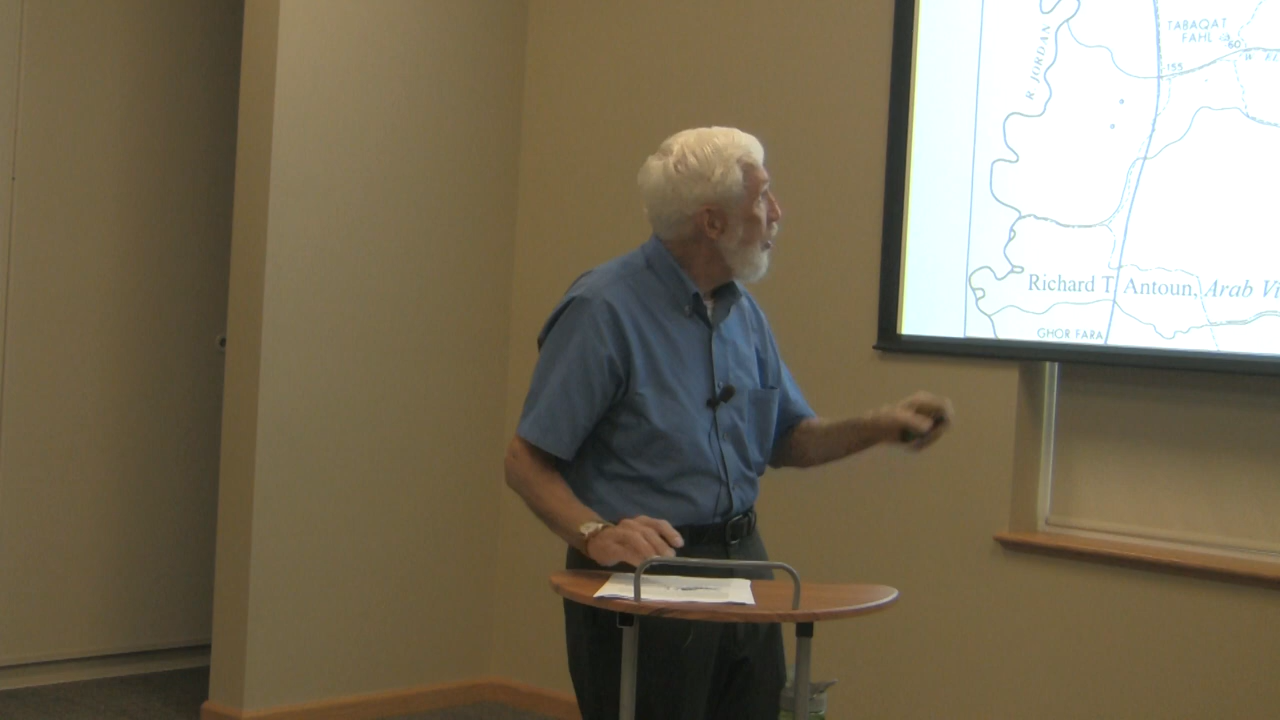 TABAQAT
FAHL
60
155
R JORDAN
Richard T. Antoun, Arab Vi
GHOR FARA